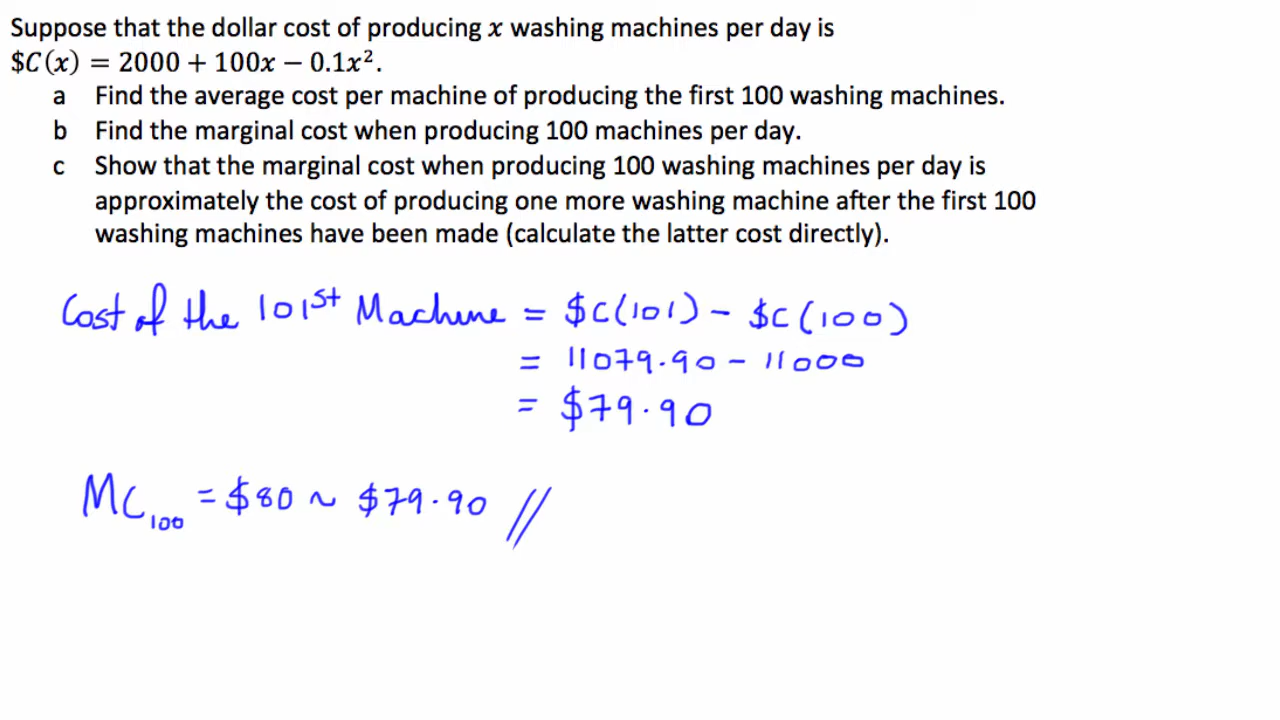 Suppose that the dollar cost of producing x washing machines per day is
$C(x) = 2000 + 100x − 0.1x².
a Find the average cost per machine of producing the first 100 washing machines.
b Find the marginal cost when producing 100 machines per day.
c Show that the marginal cost when producing 100 washing machines per day is
approximately the cost of producing one more washing machine after the first 100
washing machines have been made (calculate the latter cost directly).
Cost of the 101st Machine = $C(101) - $C(100)
= 11079.90 - 11000
= $79.90
MC₁₀₀ = $80 ~ $79.90 //